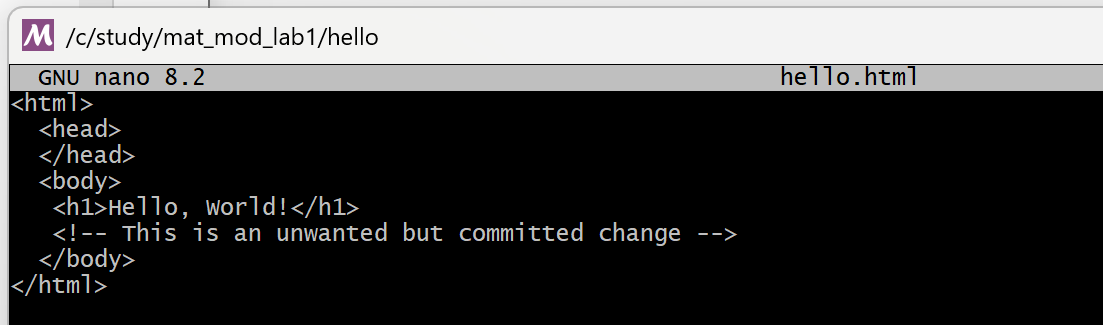 M /c/study/mat_mod_lab1/hello
GNU nano 8.2 hello.html
<html>
  <head>
  </head>
  <body>
   <h1>Hello, World!</h1>
   <!-- This is an unwanted but committed change -->
  </body>
</html>